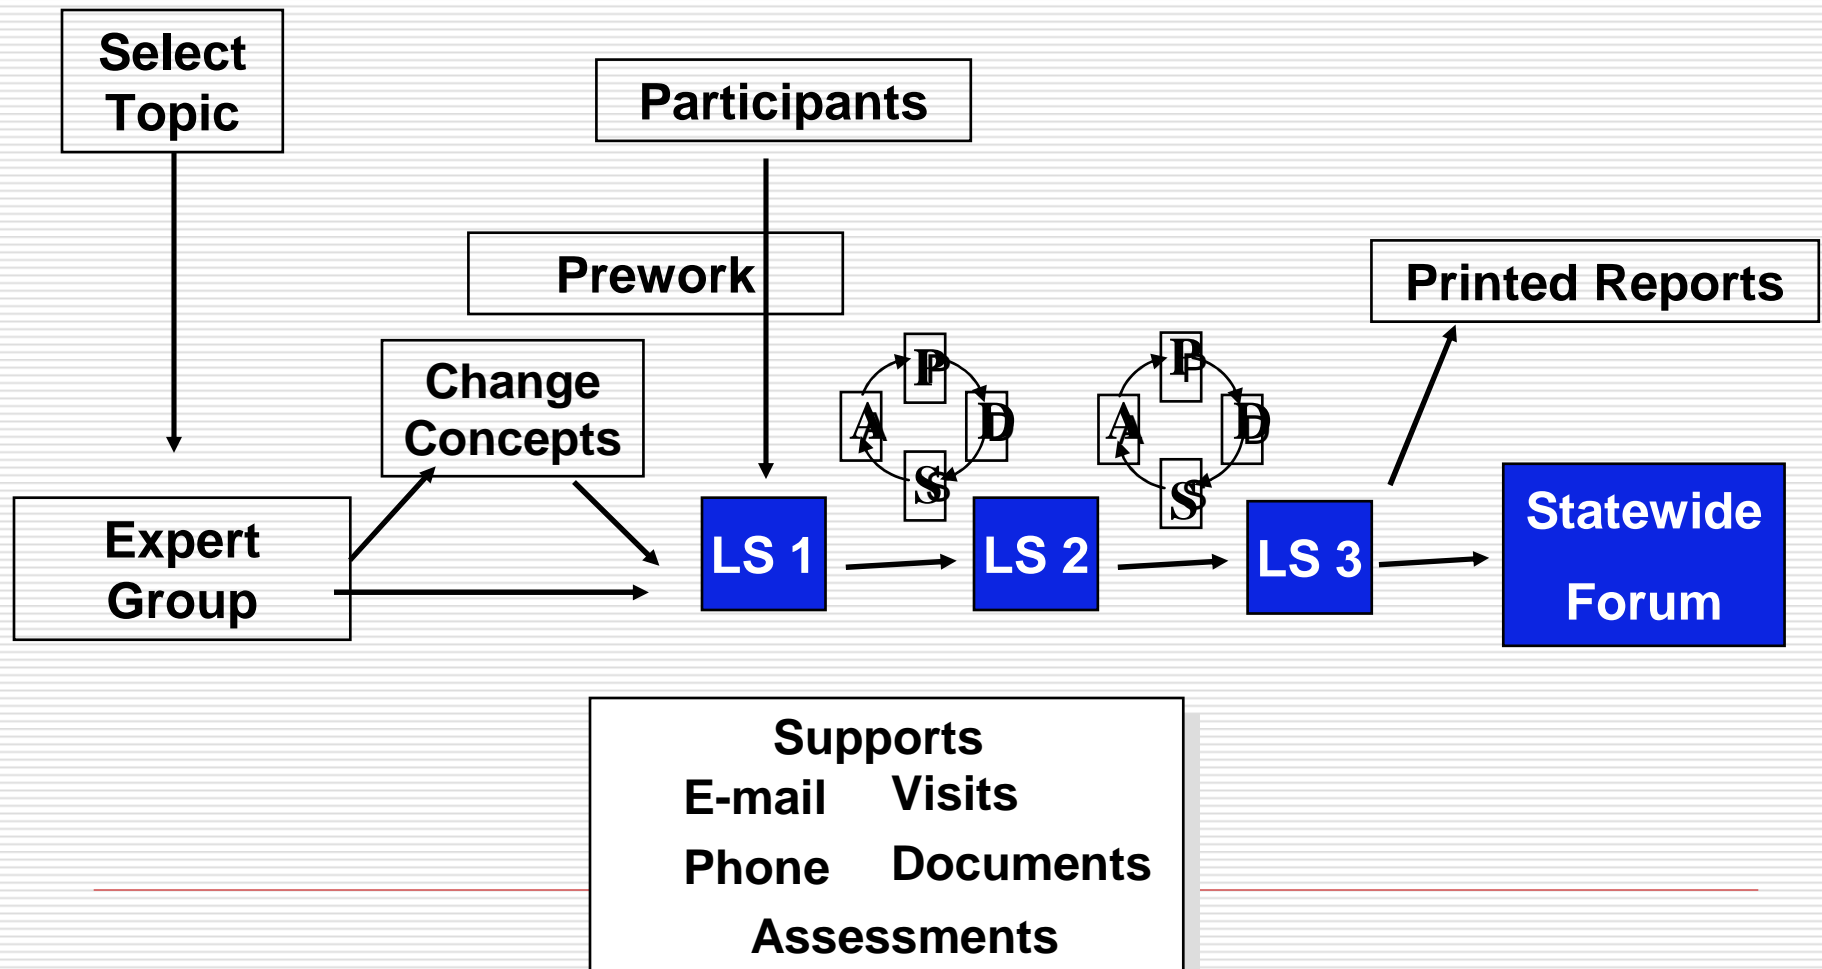 Select
Topic
Participants
Prework
Printed Reports
Change
Concepts
P
A
D
S
P
A
D
S
Expert
Group
LS 1
LS 2
LS 3
Statewide
Forum
Supports
E-mail Visits
Phone Documents
Assessments